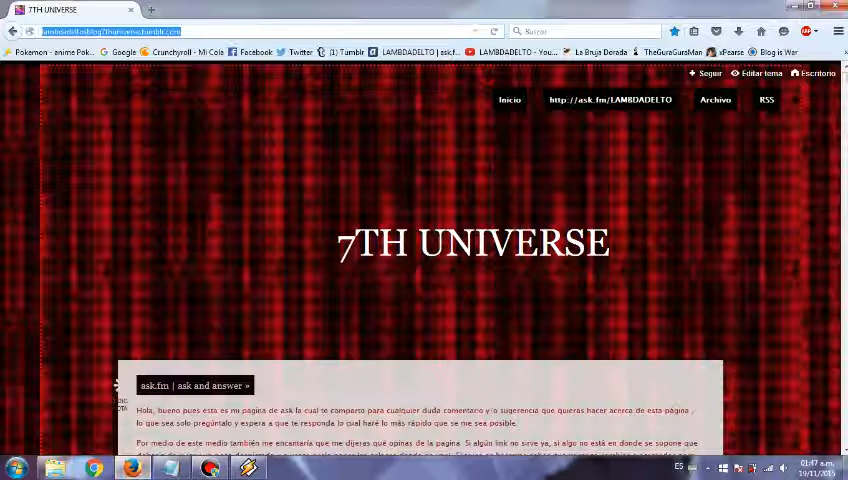 7TH UNIVERSE
lambdadeltosblog7thuniverse.tumblr.com
Buscar
Pokemon - anime Pok...
Google
Crunchyroll - Mi Cola
Facebook
Twitter
(1) Tumblr
LAMBDADELTO | ask.f...
LAMBDADELTO - You...
La Bruja Dorada
TheGuraGuraMan
xPearse
Blog is War
Seguir
Editar tema
Escritorio
Inicio
http://ask.fm/LAMBDADELTO
Archivo
RSS
7TH UNIVERSE
ask.fm | ask and answer »
Hola, bueno pues esta es mi pagina de ask la cual te comparto para cualquier duda comentario y/o sugerencia que quieras hacer acerca de esta página ,
lo que sea solo pregúntalo y espera a que te responda lo cual haré lo más rápido que se me sea posible.
Por medio de este medio también me encantaría que me dijeras qué opinas de la pagina. Si algún link no sirve ya, si algo no está en donde se supone que
ES
01:47 a.m.
19/11/2015